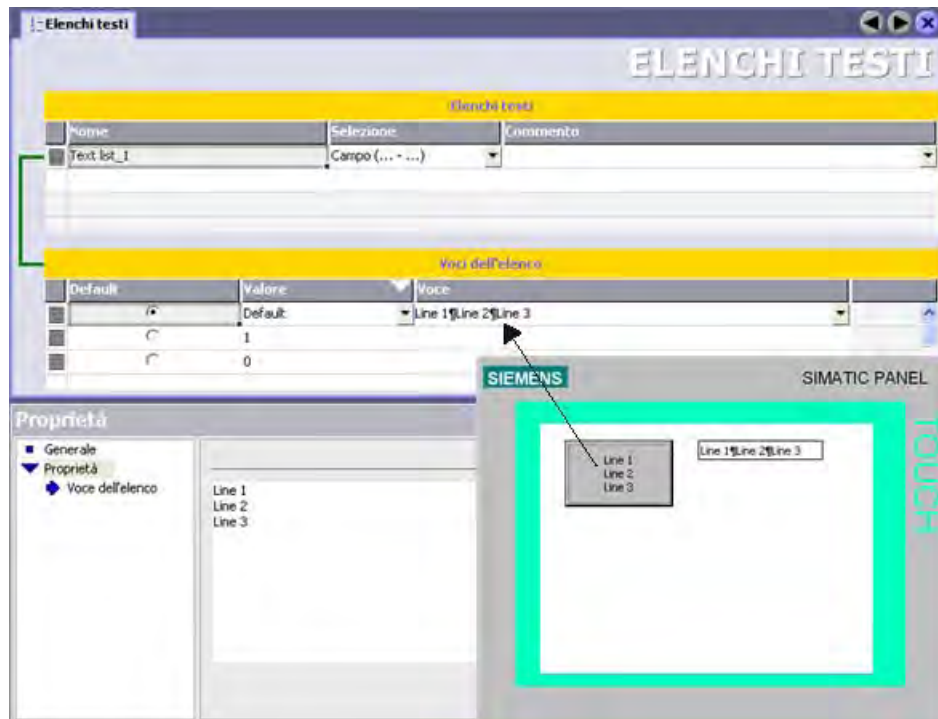 Elenchi testi
ELENCHI TESTI
Elenchi testi
Nome Selezione Commento
Text list_1 Campo (... - ...)
Voci dell'elenco
Default Valore Voce
Default Line 1¶Line 2¶Line 3
1
0
SIEMENS SIMATIC PANEL
TOUCH
Line 1
Line 2
Line 3
Line 1¶Line 2¶Line 3
Proprietà
Generale
Proprietà
Voce dell'elenco
Line 1
Line 2
Line 3